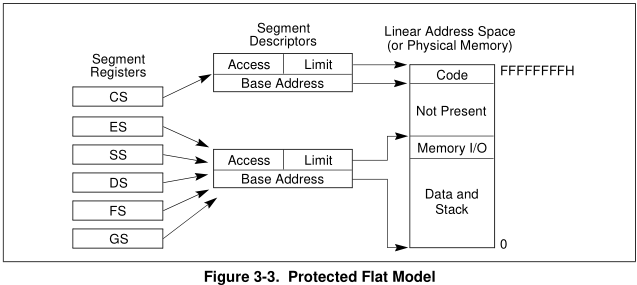 Segment
Registers
CS
ES
SS
DS
FS
GS
Segment
Descriptors
Access
Limit
Base Address
Access
Limit
Base Address
Linear Address Space
(or Physical Memory)
Code
FFFFFFFFH
Not Present
Memory I/O
Data and
Stack
0
Figure 3-3. Protected Flat Model